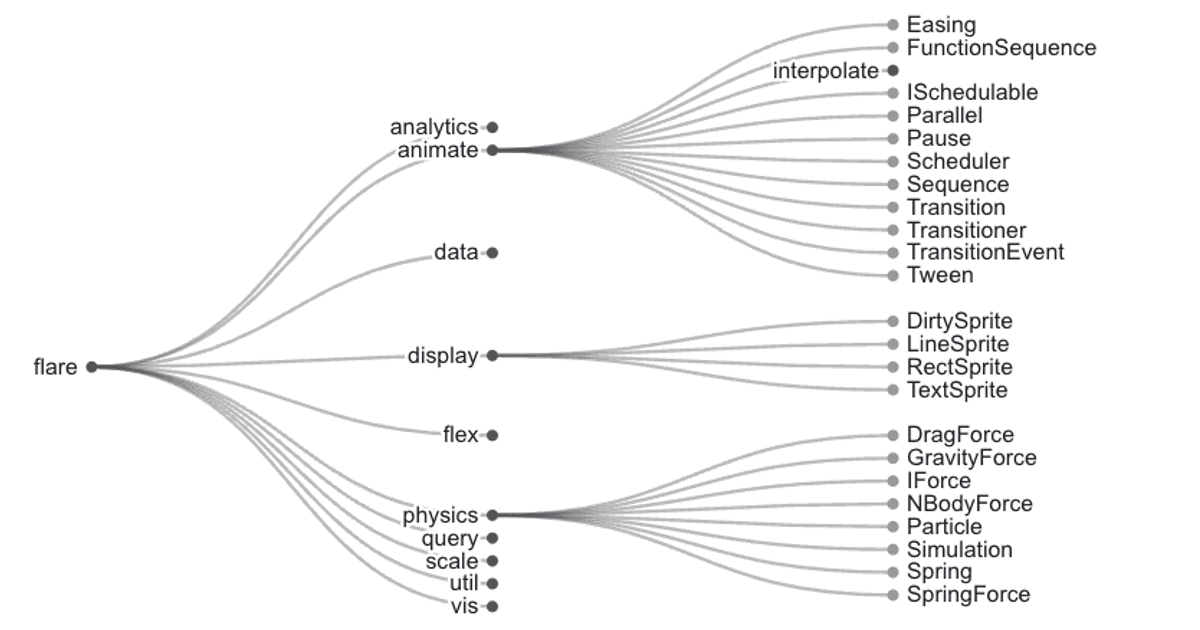 flare
analytics
animate
Easing
FunctionSequence
interpolate
ISchedulable
Parallel
Pause
Scheduler
Sequence
Transition
Transitioner
TransitionEvent
Tween
data
display
DirtySprite
LineSprite
RectSprite
TextSprite
flex
physics
DragForce
GravityForce
IForce
NBodyForce
Particle
Simulation
Spring
SpringForce
query
scale
util
vis